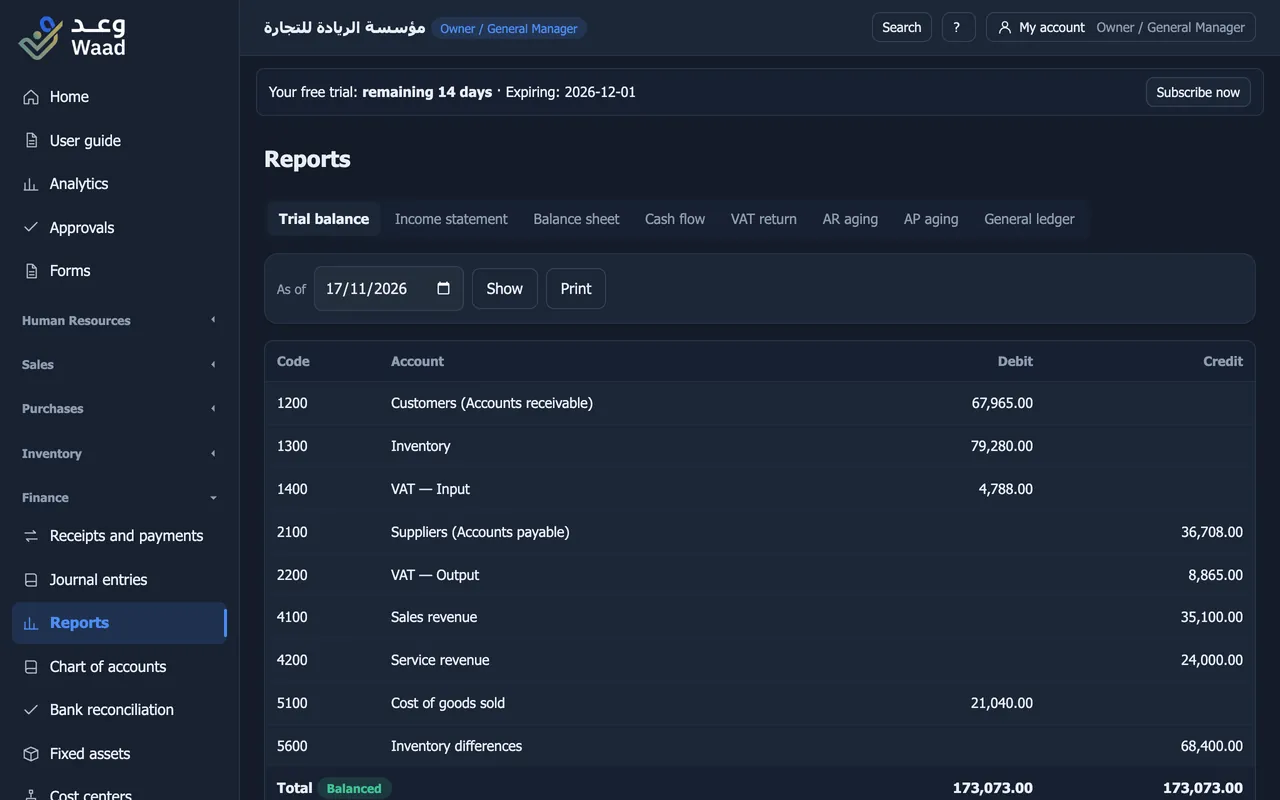 وعد
Waad
Home
User guide
Analytics
Approvals
Forms
Human Resources
Sales
Purchases
Inventory
Finance
Receipts and payments
Journal entries
Reports
Chart of accounts
Bank reconciliation
Fixed assets
Cost centers
مؤسسة الريادة للتجارة
Owner / General Manager
Search
?
My account Owner / General Manager
Your free trial: remaining 14 days · Expiring: 2026-12-01
Subscribe now
Reports
Trial balance Income statement Balance sheet Cash flow VAT return AR aging AP aging General ledger
As of 17/11/2026 Show Print
Code Account Debit Credit
1200 Customers (Accounts receivable) 67,965.00
1300 Inventory 79,280.00
1400 VAT — Input 4,788.00
2100 Suppliers (Accounts payable) 36,708.00
2200 VAT — Output 8,865.00
4100 Sales revenue 35,100.00
4200 Service revenue 24,000.00
5100 Cost of goods sold 21,040.00
5600 Inventory differences 68,400.00
Total Balanced 173,073.00 173,073.00